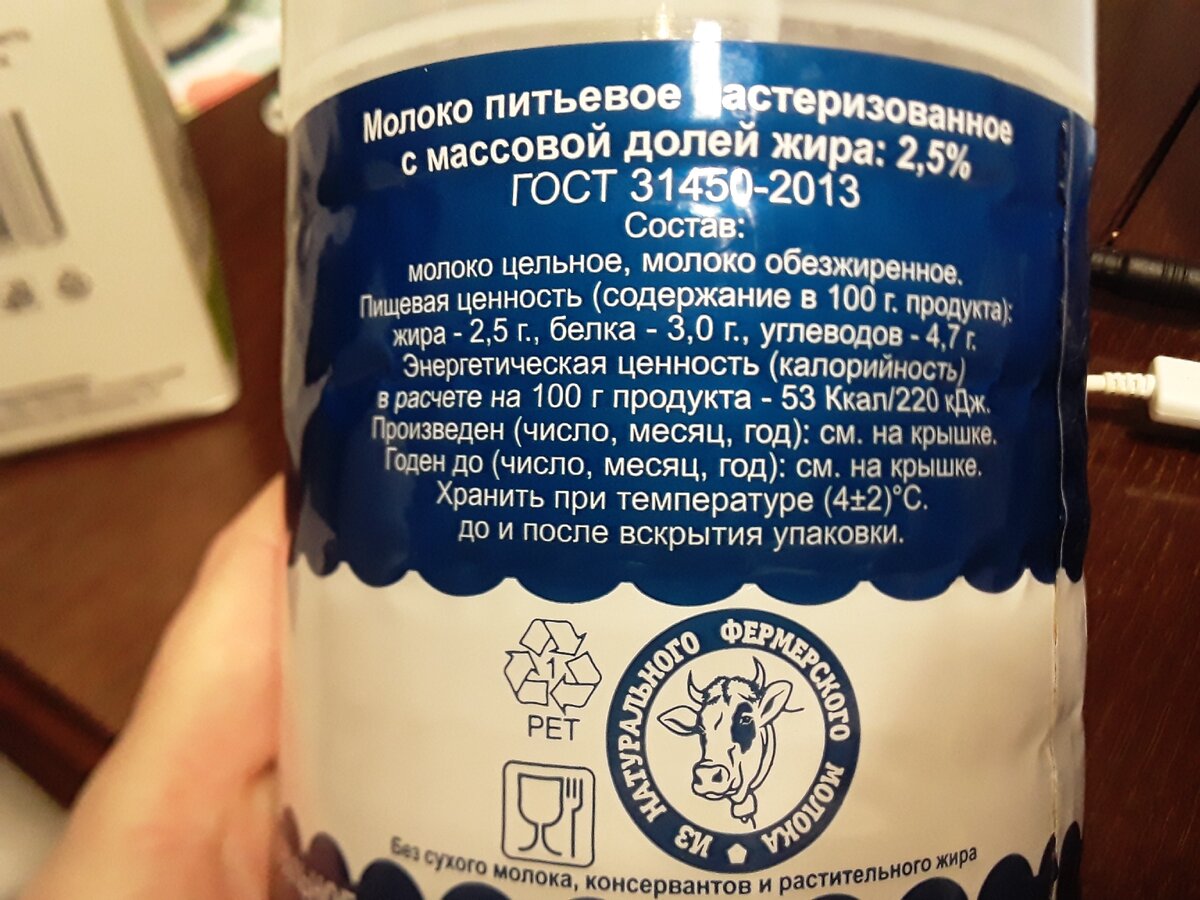 Молоко питьевое пастеризованное
с массовой долей жира: 2,5%
ГОСТ 31450-2013
Состав:
молоко цельное, молоко обезжиренное.
Пищевая ценность (содержание в 100 г. продукта):
жира - 2,5 г., белка - 3,0 г., углеводов - 4,7 г.
Энергетическая ценность (калорийность)
в расчете на 100 г продукта - 53 Ккал/220 кДж.
Произведен (число, месяц, год): см. на крышке.
Годен до (число, месяц, год): см. на крышке.
Хранить при температуре (4±2)°С.
до и после вскрытия упаковки.
1
PET
ИЗ НАТУРАЛЬНОГО ФЕРМЕРСКОГО МОЛОКА
Без сухого молока, консервантов и растительного жира